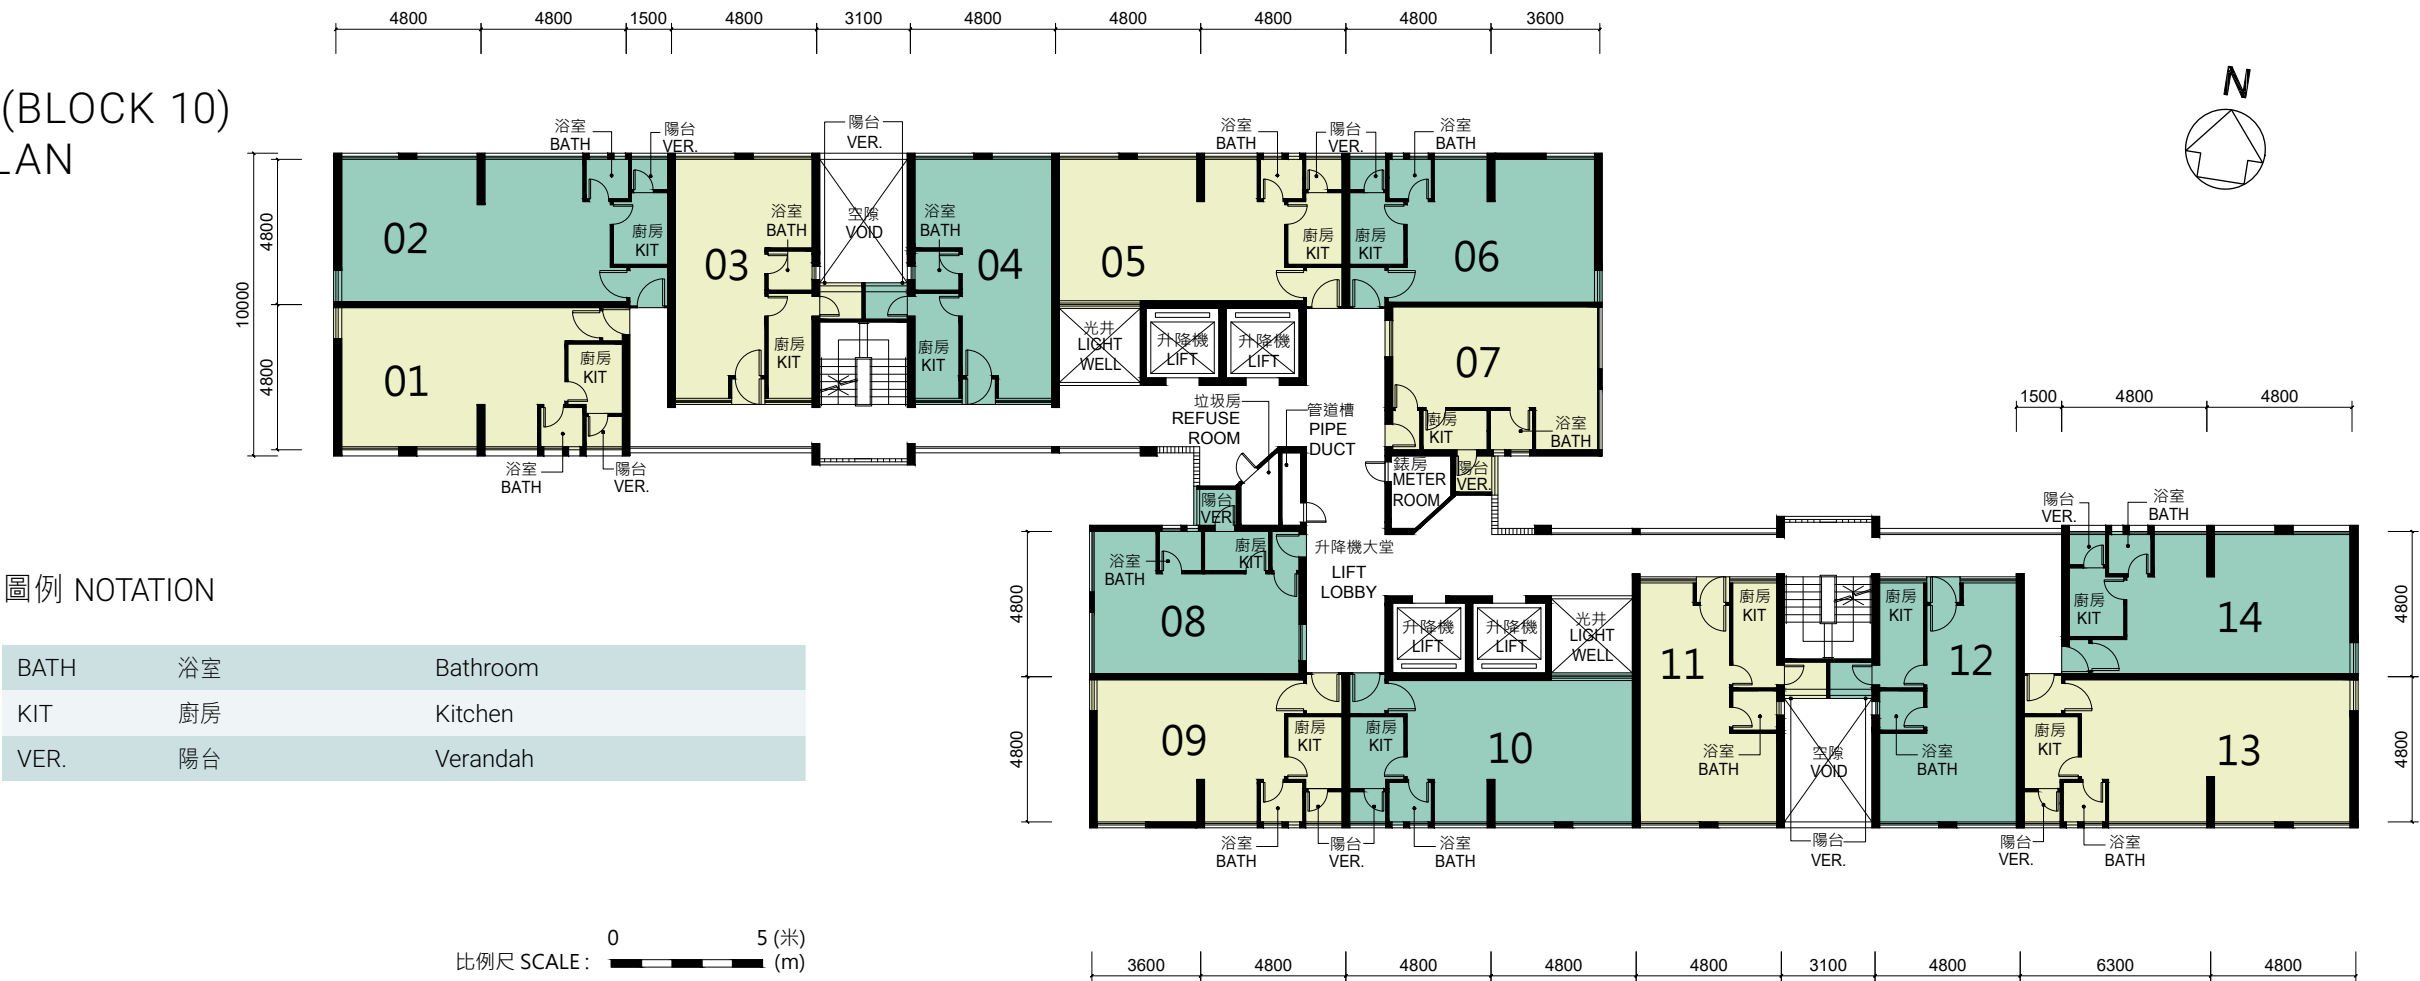 4800 4800 1500 4800 3100 4800 4800 4800 4800 3600
(BLOCK 10)
LAN
N
浴室
BATH
陽台
VER.
陽台
VER.
浴室
BATH
陽台
VER.
浴室
BATH
10000
4800
4800
02
廚房
KIT
03
浴室
BATH
廚房
KIT
空隙
VOID
浴室
BATH
廚房
KIT
04
05
廚房
KIT
廚房
KIT
06
01
廚房
KIT
浴室
BATH
陽台
VER.
光井
LIGHT
WELL
升降機
LIFT
升降機
LIFT
07
廚房
KIT
浴室
BATH
陽台
VER.
垃圾房
REFUSE
ROOM
管道槽
PIPE
DUCT
錶房
METER
ROOM
1500 4800 4800
陽台
VER.
浴室
BATH
廚房
KIT
08
4800
4800
升降機大堂
LIFT
LOBBY
升降機
LIFT
升降機
LIFT
光井
LIGHT
WELL
陽台
VER.
浴室
BATH
廚房
KIT
14
4800
4800
09
廚房
KIT
浴室
BATH
陽台
VER.
廚房
KIT
浴室
BATH
10
11
廚房
KIT
浴室
BATH
空隙
VOID
陽台
VER.
廚房
KIT
12
浴室
BATH
廚房
KIT
13
陽台
VER.
浴室
BATH
圖例 NOTATION
BATH 浴室 Bathroom
KIT 廚房 Kitchen
VER. 陽台 Verandah
比例尺 SCALE : 0 5 (米)
(m)
3600 4800 4800 4800 4800 3100 4800 6300 4800